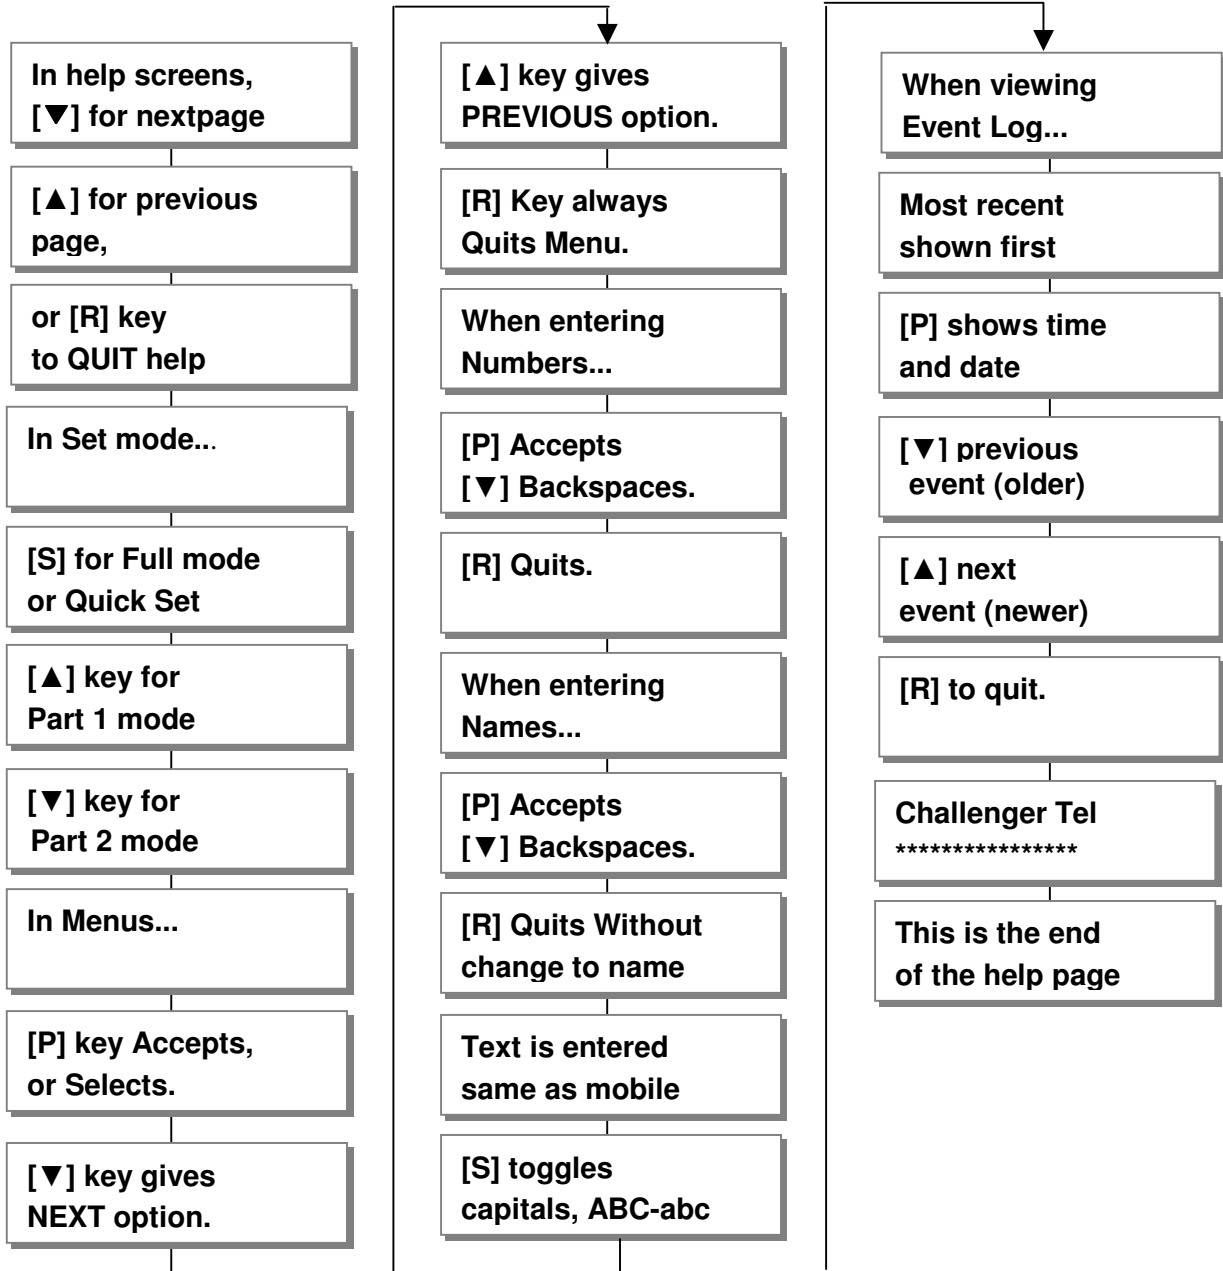 In help screens,
[▼] for nextpage
[▲] for previous
page,
or [R] key
to QUIT help
In Set mode...
[S] for Full mode
or Quick Set
[▲] key for
Part 1 mode
[▼] key for
Part 2 mode
In Menus...
[P] key Accepts,
or Selects.
[▼] key gives
NEXT option.
[▲] key gives
PREVIOUS option.
[R] Key always
Quits Menu.
When entering
Numbers...
[P] Accepts
[▼] Backspaces.
[R] Quits.
When entering
Names...
[P] Accepts
[▼] Backspaces.
[R] Quits Without
change to name
Text is entered
same as mobile
[S] toggles
capitals, ABC-abc
When viewing
Event Log...
Most recent
shown first
[P] shows time
and date
[▼] previous
event (older)
[▲] next
event (newer)
[R] to quit.
Challenger Tel
****************
This is the end
of the help page